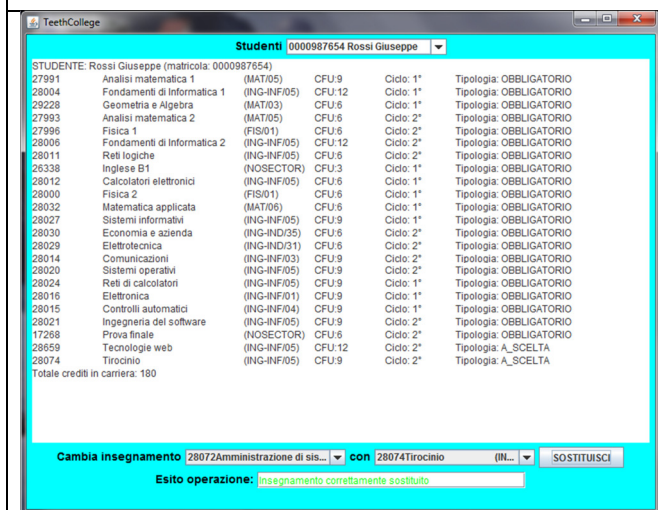 TeethCollege
Studenti 0000987654 Rossi Giuseppe
STUDENTE: Rossi Giuseppe (matricola: 0000987654)
27991 Analisi matematica 1 (MAT/05) CFU:9 Ciclo: 1° Tipologia: OBBLIGATORIO
28004 Fondamenti di Informatica 1 (ING-INF/05) CFU:12 Ciclo: 1° Tipologia: OBBLIGATORIO
29228 Geometria e Algebra (MAT/03) CFU:6 Ciclo: 1° Tipologia: OBBLIGATORIO
27993 Analisi matematica 2 (MAT/05) CFU:6 Ciclo: 2° Tipologia: OBBLIGATORIO
27996 Fisica 1 (FIS/01) CFU:6 Ciclo: 2° Tipologia: OBBLIGATORIO
28006 Fondamenti di Informatica 2 (ING-INF/05) CFU:12 Ciclo: 2° Tipologia: OBBLIGATORIO
28011 Reti logiche (ING-INF/05) CFU:6 Ciclo: 2° Tipologia: OBBLIGATORIO
26338 Inglese B1 (NOSECTOR) CFU:3 Ciclo: 1° Tipologia: OBBLIGATORIO
28012 Calcolatori elettronici (ING-INF/05) CFU:6 Ciclo: 1° Tipologia: OBBLIGATORIO
28000 Fisica 2 (FIS/01) CFU:6 Ciclo: 1° Tipologia: OBBLIGATORIO
28032 Matematica applicata (MAT/06) CFU:6 Ciclo: 1° Tipologia: OBBLIGATORIO
28027 Sistemi informativi (ING-INF/05) CFU:9 Ciclo: 1° Tipologia: OBBLIGATORIO
28030 Economia e azienda (ING-IND/35) CFU:6 Ciclo: 2° Tipologia: OBBLIGATORIO
28029 Elettrotecnica (ING-IND/31) CFU:6 Ciclo: 2° Tipologia: OBBLIGATORIO
28014 Comunicazioni (ING-INF/03) CFU:9 Ciclo: 2° Tipologia: OBBLIGATORIO
28020 Sistemi operativi (ING-INF/05) CFU:9 Ciclo: 2° Tipologia: OBBLIGATORIO
28024 Reti di calcolatori (ING-INF/05) CFU:9 Ciclo: 1° Tipologia: OBBLIGATORIO
28016 Elettronica (ING-INF/01) CFU:9 Ciclo: 1° Tipologia: OBBLIGATORIO
28015 Controlli automatici (ING-INF/04) CFU:9 Ciclo: 1° Tipologia: OBBLIGATORIO
28021 Ingegneria del software (ING-INF/05) CFU:9 Ciclo: 2° Tipologia: OBBLIGATORIO
17268 Prova finale (NOSECTOR) CFU:6 Ciclo: 2° Tipologia: OBBLIGATORIO
28659 Tecnologie web (ING-INF/05) CFU:12 Ciclo: 2° Tipologia: A_SCELTA
28074 Tirocinio (ING-INF/05) CFU:9 Ciclo: 2° Tipologia: A_SCELTA
Totale crediti in carriera: 180
Cambia insegnamento 28072Amministrazione di sis... con 28074Tirocinio (IN... SOSTITUISCI
Esito operazione: Insegnamento correttamente sostituito